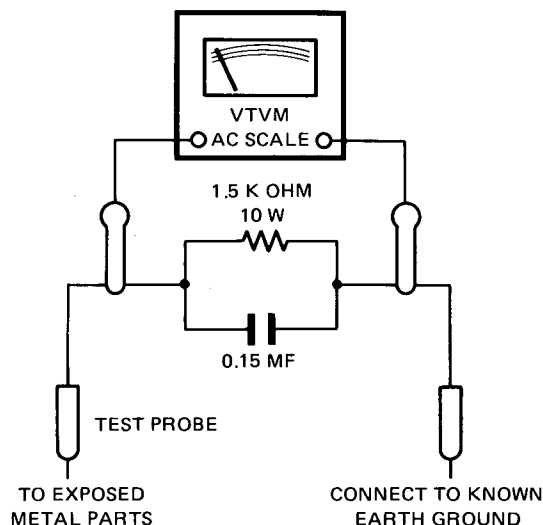 VTVM
AC SCALE
1.5 K OHM
10 W
0.15 MF
TEST PROBE
TO EXPOSED
METAL PARTS
CONNECT TO KNOWN
EARTH GROUND